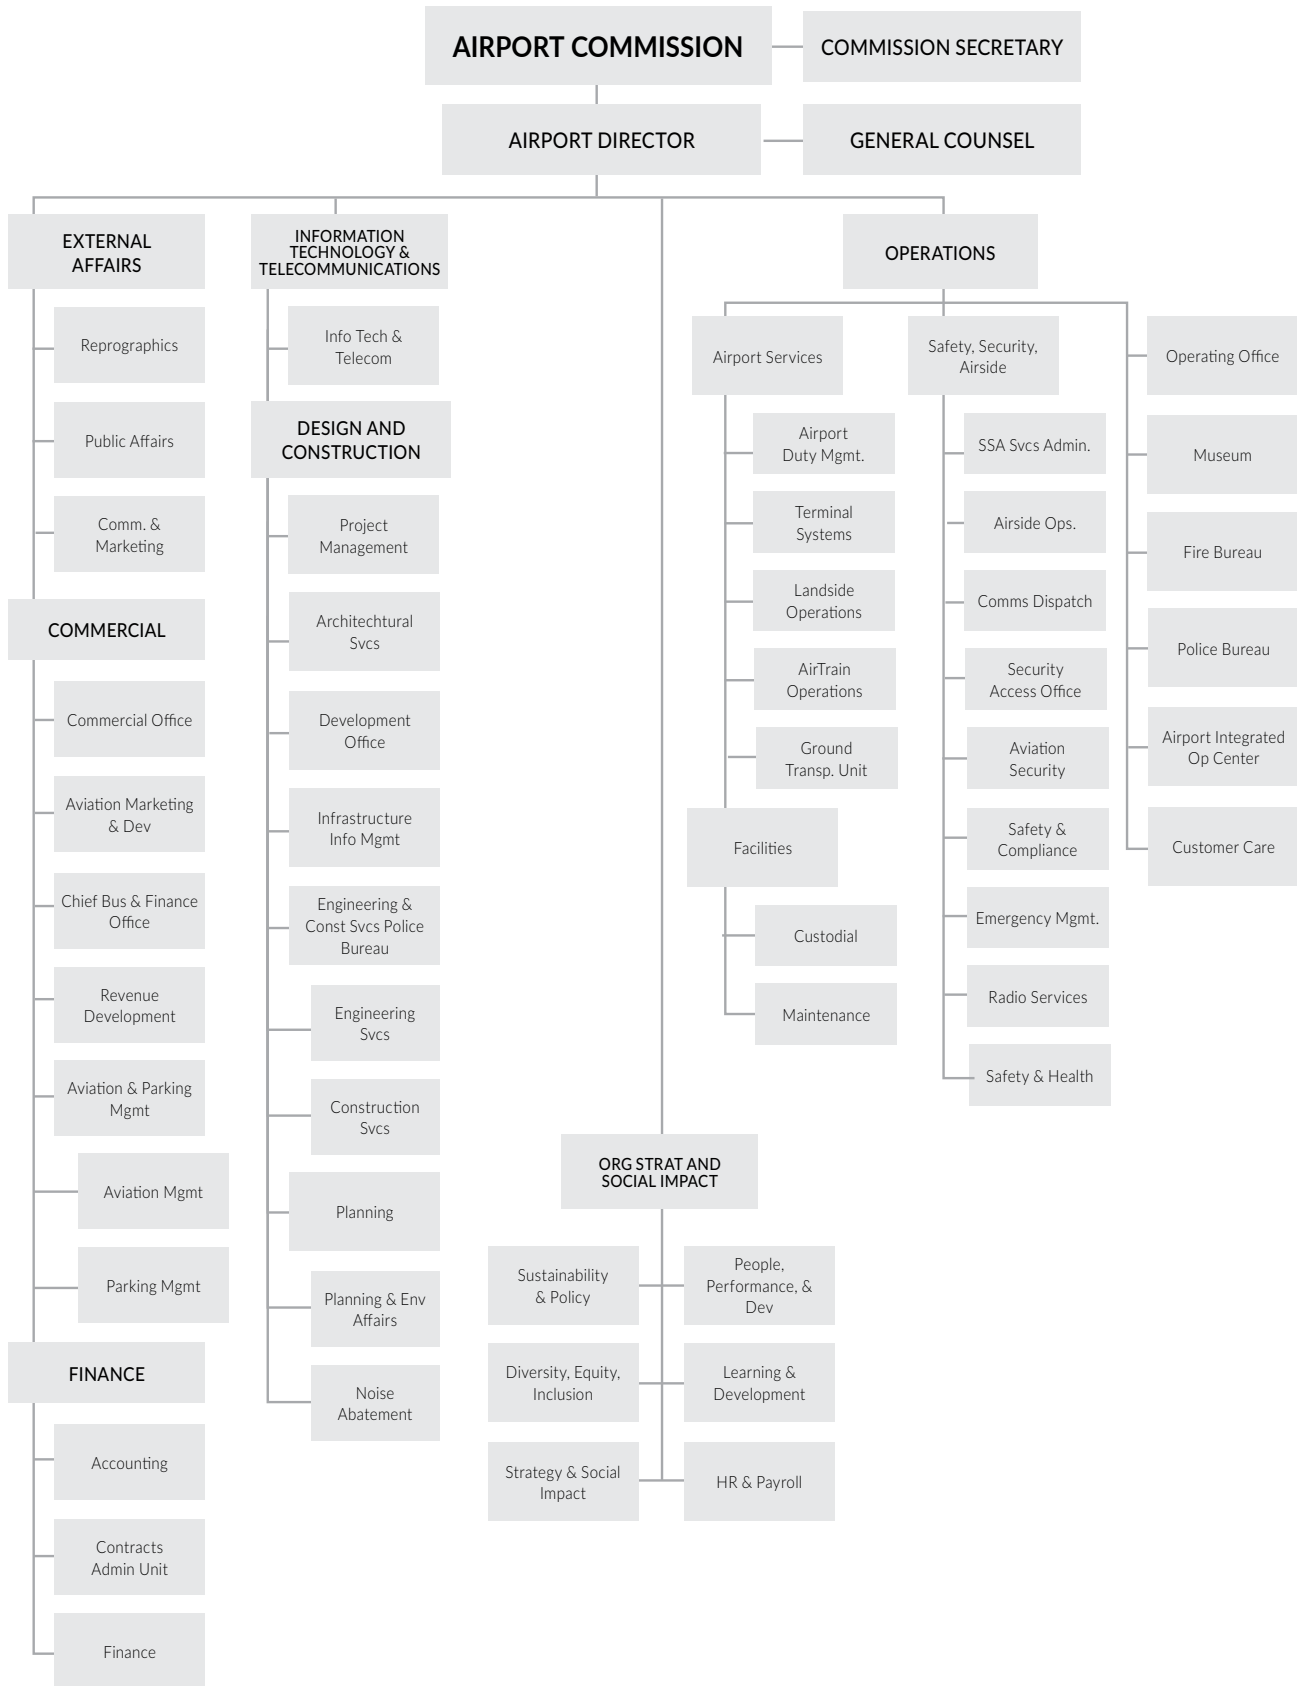 AIRPORT COMMISSION
COMMISSION SECRETARY
AIRPORT DIRECTOR
GENERAL COUNSEL
EXTERNAL
AFFAIRS
Reprographics
Public Affairs
Comm. &
Marketing
COMMERCIAL
Commercial Office
Aviation Marketing
& Dev
Chief Bus & Finance
Office
Revenue
Development
Aviation & Parking
Mgmt
Aviation Mgmt
Parking Mgmt
FINANCE
Accounting
Contracts
Admin Unit
Finance
INFORMATION
TECHNOLOGY &
TELECOMMUNICATIONS
Info Tech &
Telecom
DESIGN AND
CONSTRUCTION
Project
Management
Architechtural
Svcs
Development
Office
Infrastructure
Info Mgmt
Engineering &
Const Svcs Police
Bureau
Engineering
Svcs
Construction
Svcs
Planning
Planning & Env
Affairs
Noise
Abatement
ORG STRAT AND
SOCIAL IMPACT
Sustainability
& Policy
People,
Performance, &
Dev
Diversity, Equity,
Inclusion
Learning &
Development
Strategy & Social
Impact
HR & Payroll
OPERATIONS
Airport Services
Airport
Duty Mgmt.
Terminal
Systems
Landside
Operations
AirTrain
Operations
Ground
Transp. Unit
Facilities
Custodial
Maintenance
Safety, Security,
Airside
SSA Svcs Admin.
Airside Ops.
Comms Dispatch
Security
Access Office
Aviation
Security
Safety &
Compliance
Emergency Mgmt.
Radio Services
Safety & Health
Operating Office
Museum
Fire Bureau
Police Bureau
Airport Integrated
Op Center
Customer Care